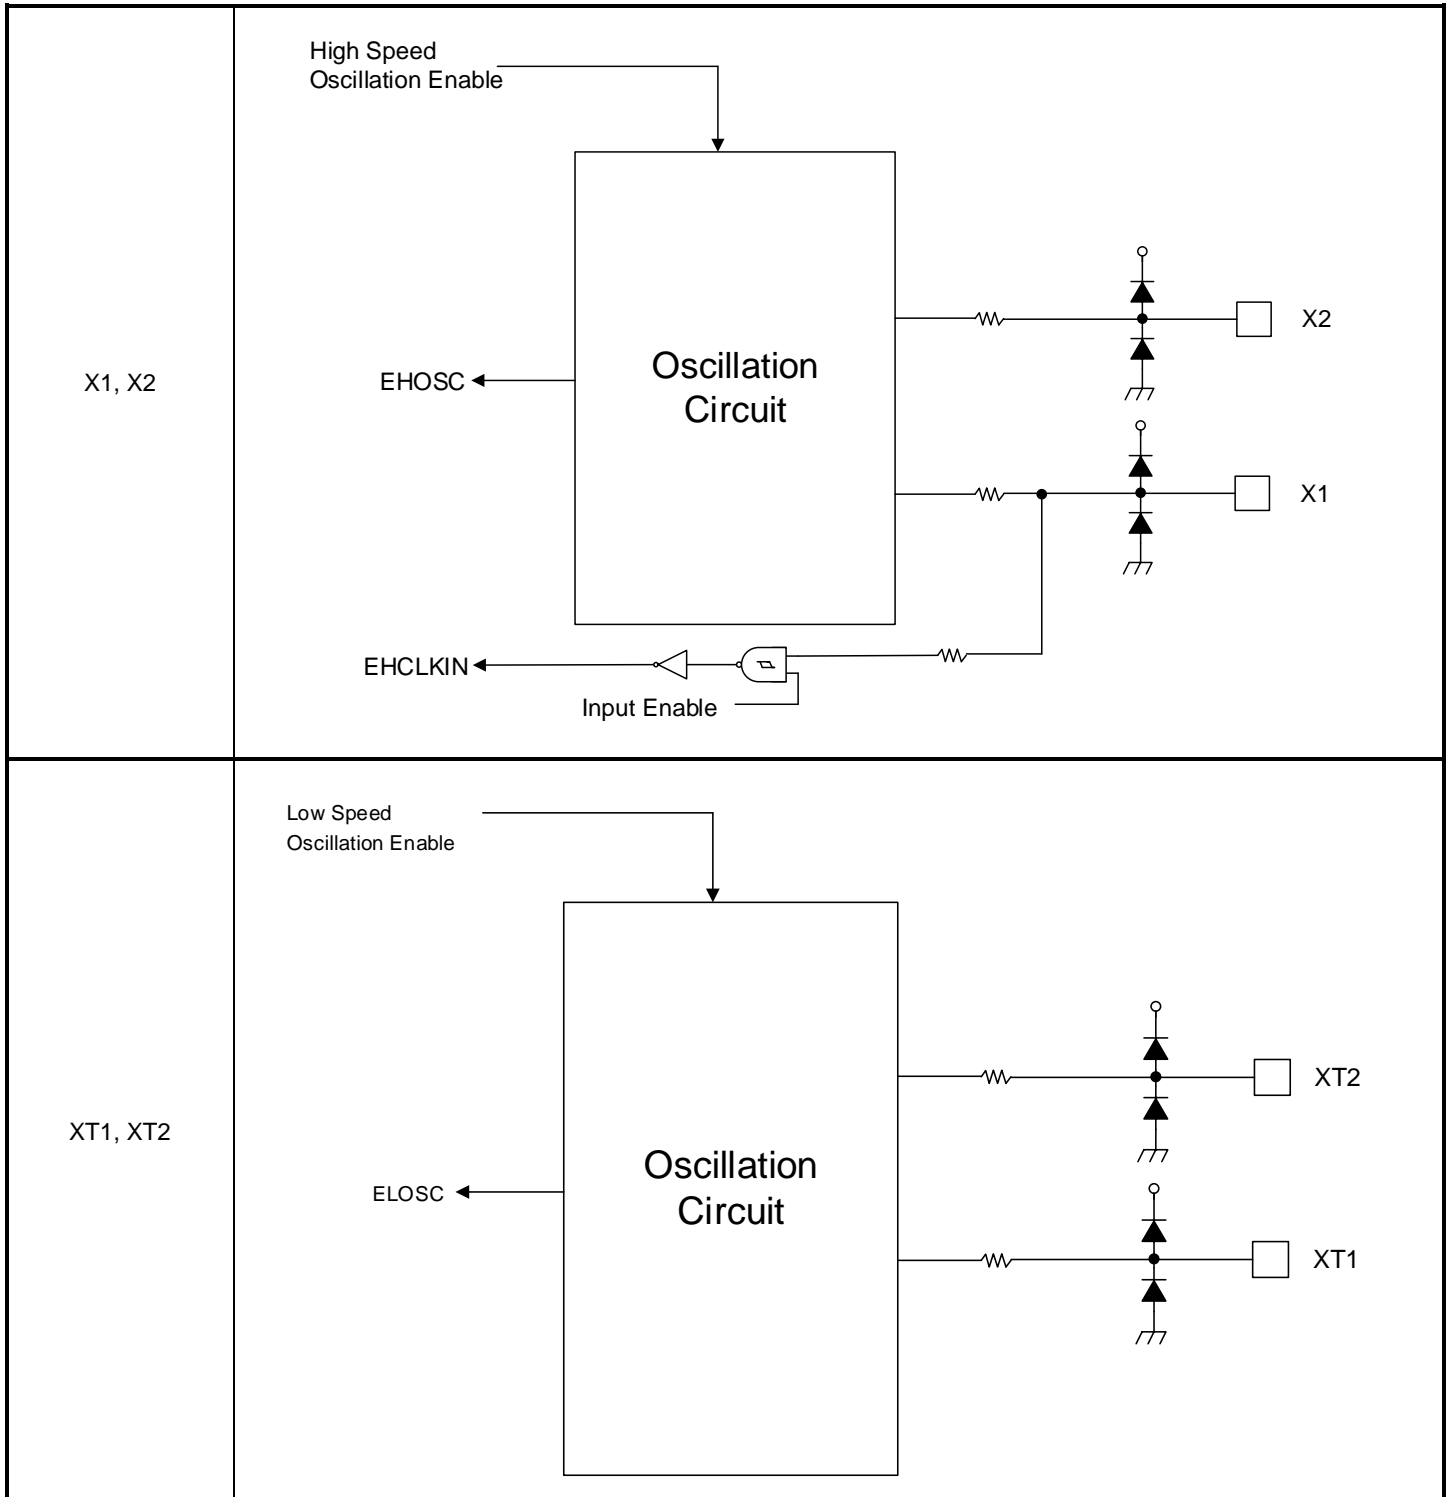 High Speed
Oscillation Enable
X2
Oscillation
Circuit
X1, X2
EHOSC
X1
EHCLKIN
Input Enable
Low Speed
Oscillation Enable
XT2
XT1, XT2
Oscillation
Circuit
ELOSC
XT1